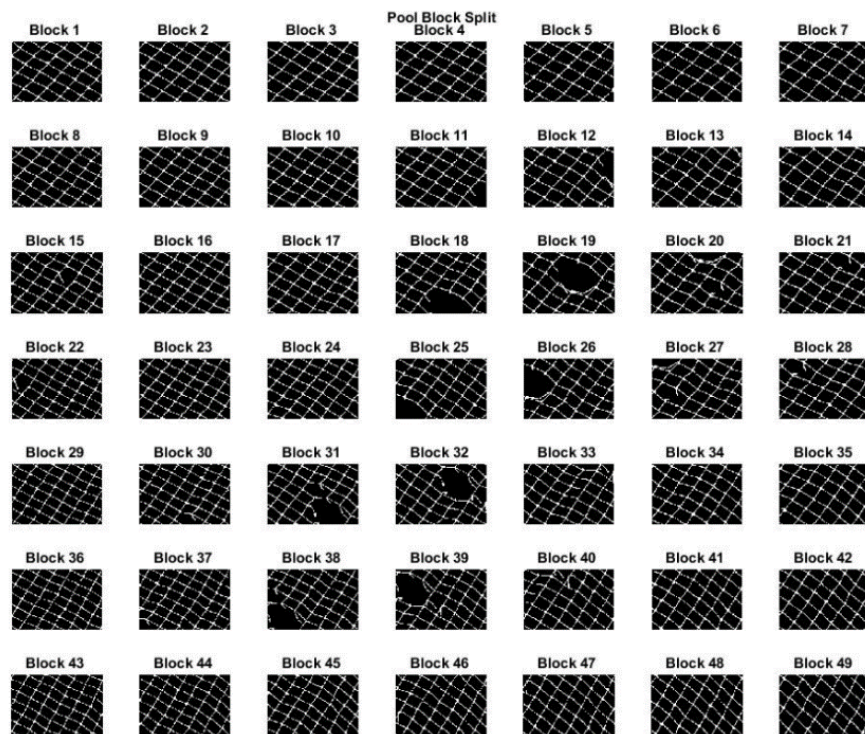 Pool Block Split
Block 1 Block 2 Block 3 Block 4 Block 5 Block 6 Block 7
Block 8 Block 9 Block 10 Block 11 Block 12 Block 13 Block 14
Block 15 Block 16 Block 17 Block 18 Block 19 Block 20 Block 21
Block 22 Block 23 Block 24 Block 25 Block 26 Block 27 Block 28
Block 29 Block 30 Block 31 Block 32 Block 33 Block 34 Block 35
Block 36 Block 37 Block 38 Block 39 Block 40 Block 41 Block 42
Block 43 Block 44 Block 45 Block 46 Block 47 Block 48 Block 49